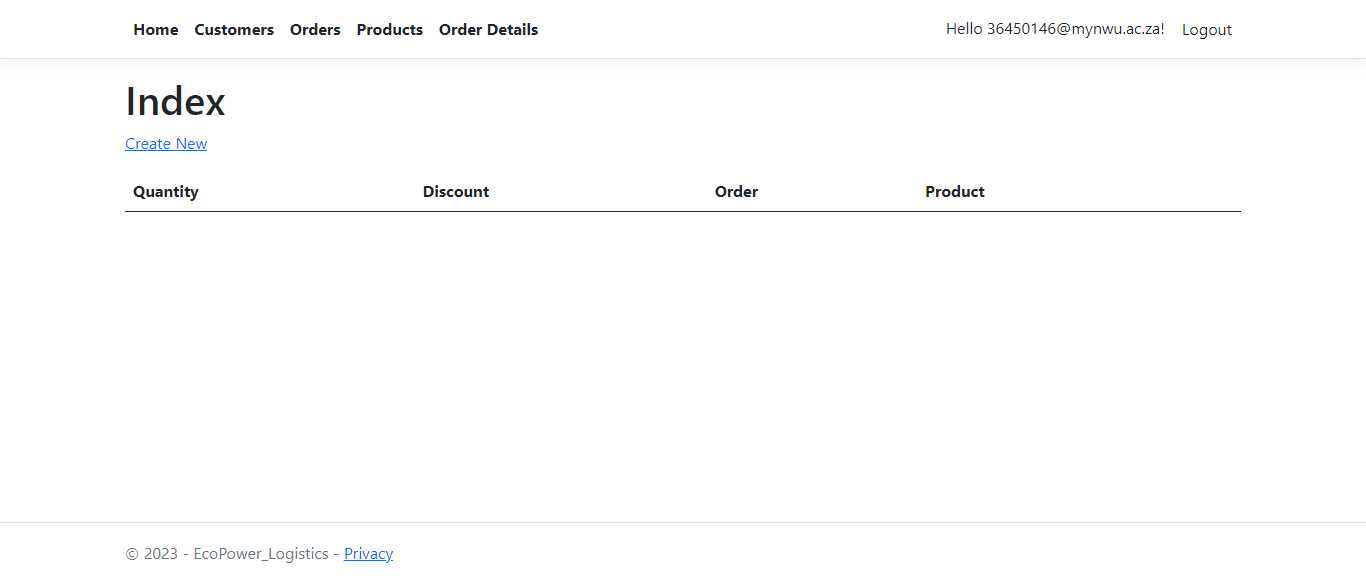 Home Customers Orders Products Order Details Hello 36450146@mynwu.ac.za! Logout
Index
Create New
Quantity Discount Order Product
© 2023 - EcoPower_Logistics - Privacy